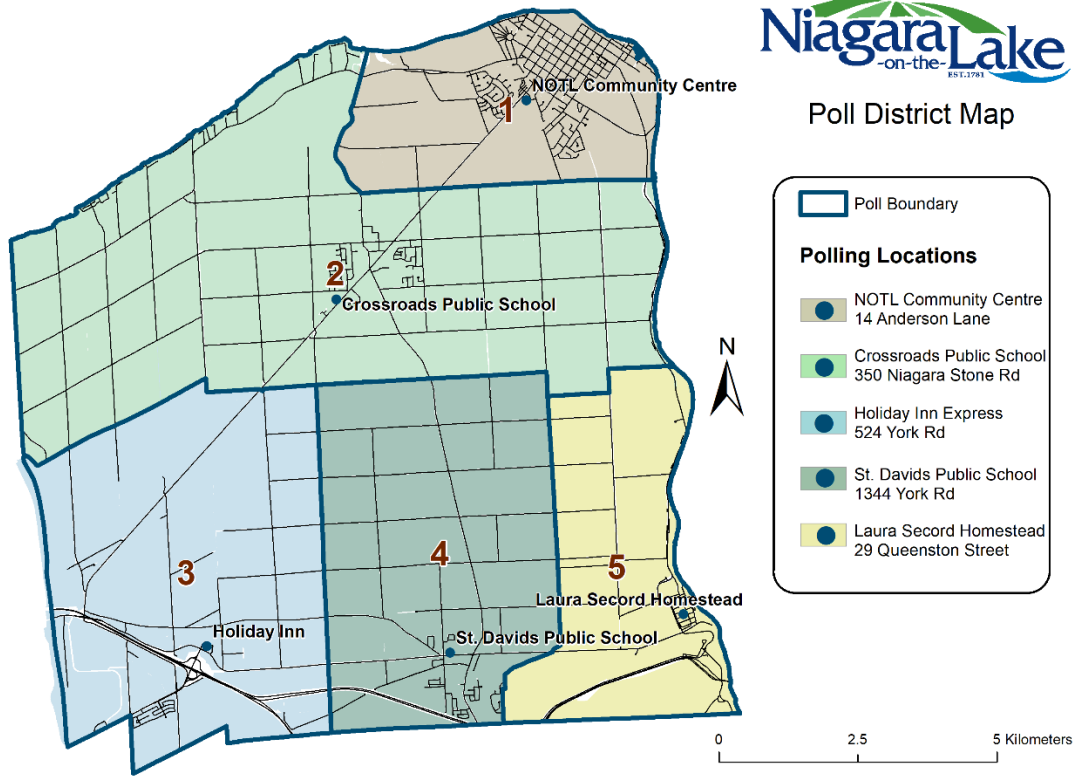 Niagara
-on-the-
Lake
EST.1781
Poll District Map
NOTL Community Centre
1
2
Crossroads Public School
3
Holiday Inn
4
St. Davids Public School
5
Laura Secord Homestead
Poll Boundary
Polling Locations
NOTL Community Centre
14 Anderson Lane
Crossroads Public School
350 Niagara Stone Rd
Holiday Inn Express
524 York Rd
St. Davids Public School
1344 York Rd
Laura Secord Homestead
29 Queenston Street
N
0 2.5 5 Kilometers